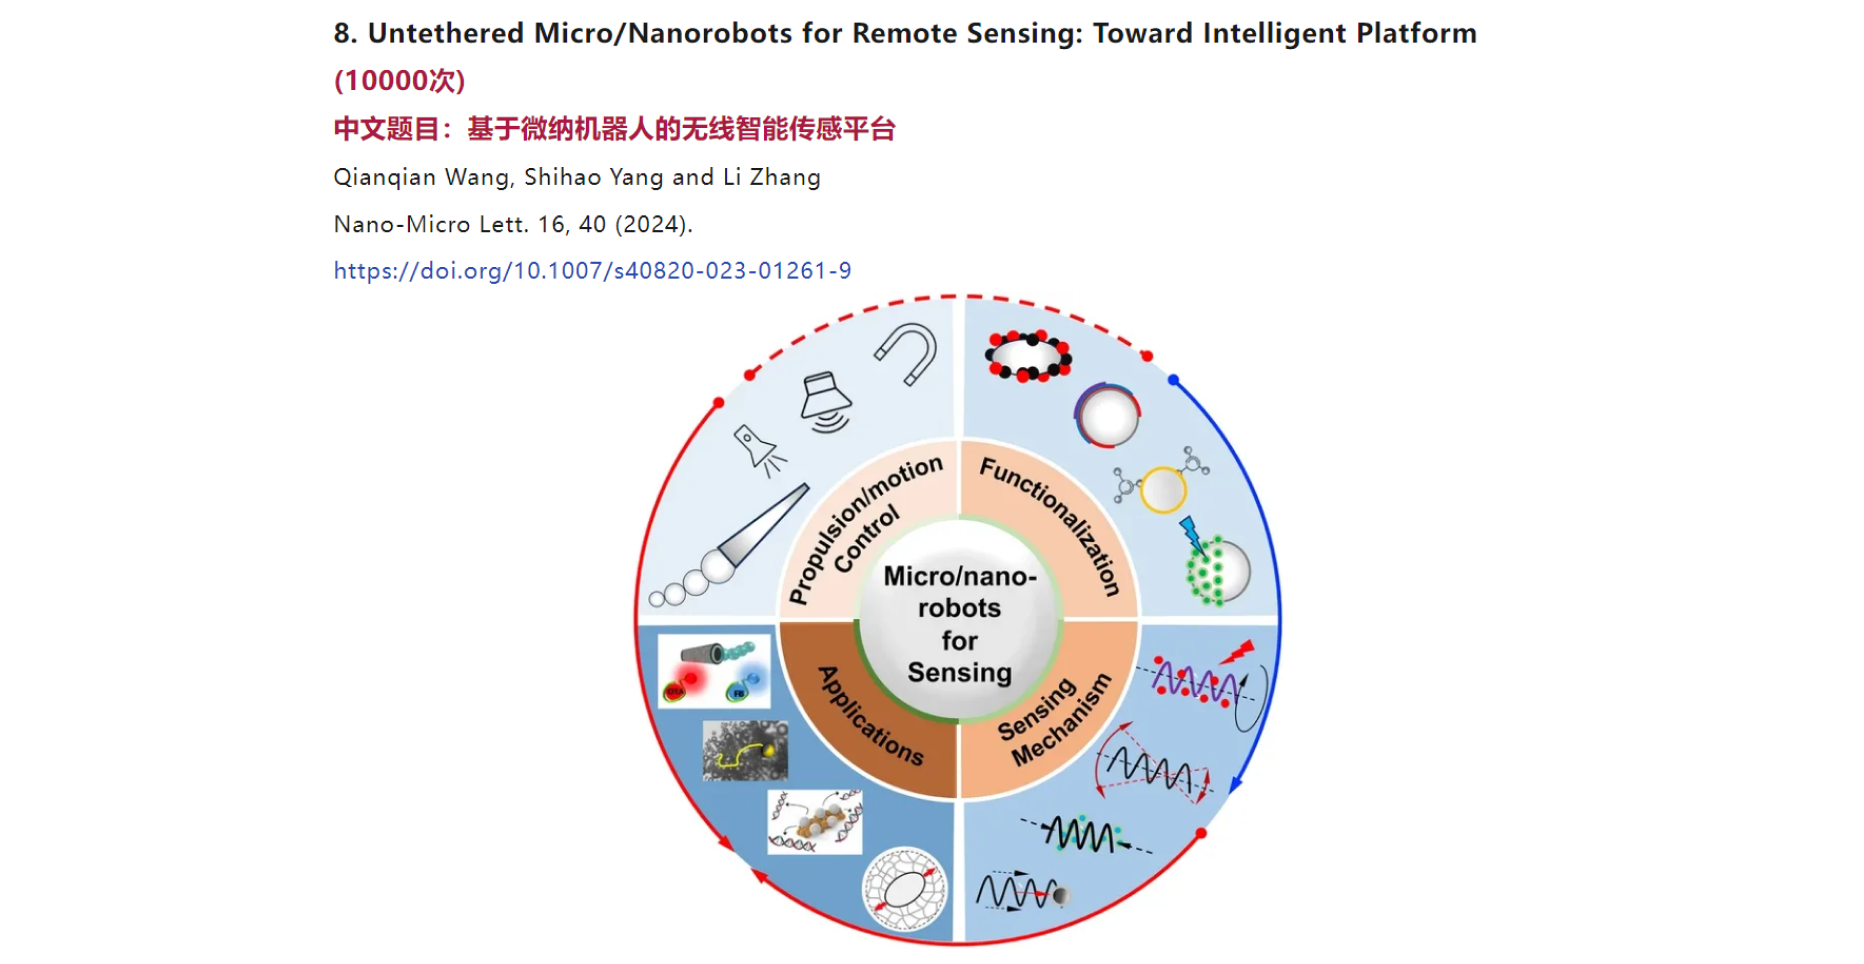 8. Untethered Micro/Nanorobots for Remote Sensing: Toward Intelligent Platform
(10000次)
中文题目：基于微纳机器人的无线智能传感平台
Qianqian Wang, Shihao Yang and Li Zhang
Nano-Micro Lett. 16, 40 (2024).
https://doi.org/10.1007/s40820-023-01261-9
Propulsion/motion
Control
Functionalization
Micro/nano-
robots
for
Sensing
Applications
Sensing
Mechanism